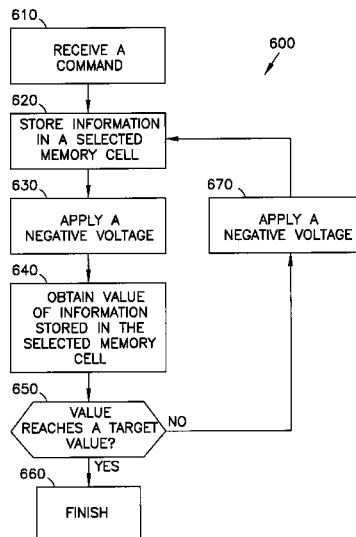 610
RECEIVE A
COMMAND
600
620
STORE INFORMATION
IN A SELECTED
MEMORY CELL
630
APPLY A
NEGATIVE VOLTAGE
670
APPLY A
NEGATIVE VOLTAGE
640
OBTAIN VALUE
OF INFORMATION
STORED IN THE
SELECTED MEMORY
CELL
650
VALUE
REACHES A TARGET
VALUE?
NO
YES
660
FINISH